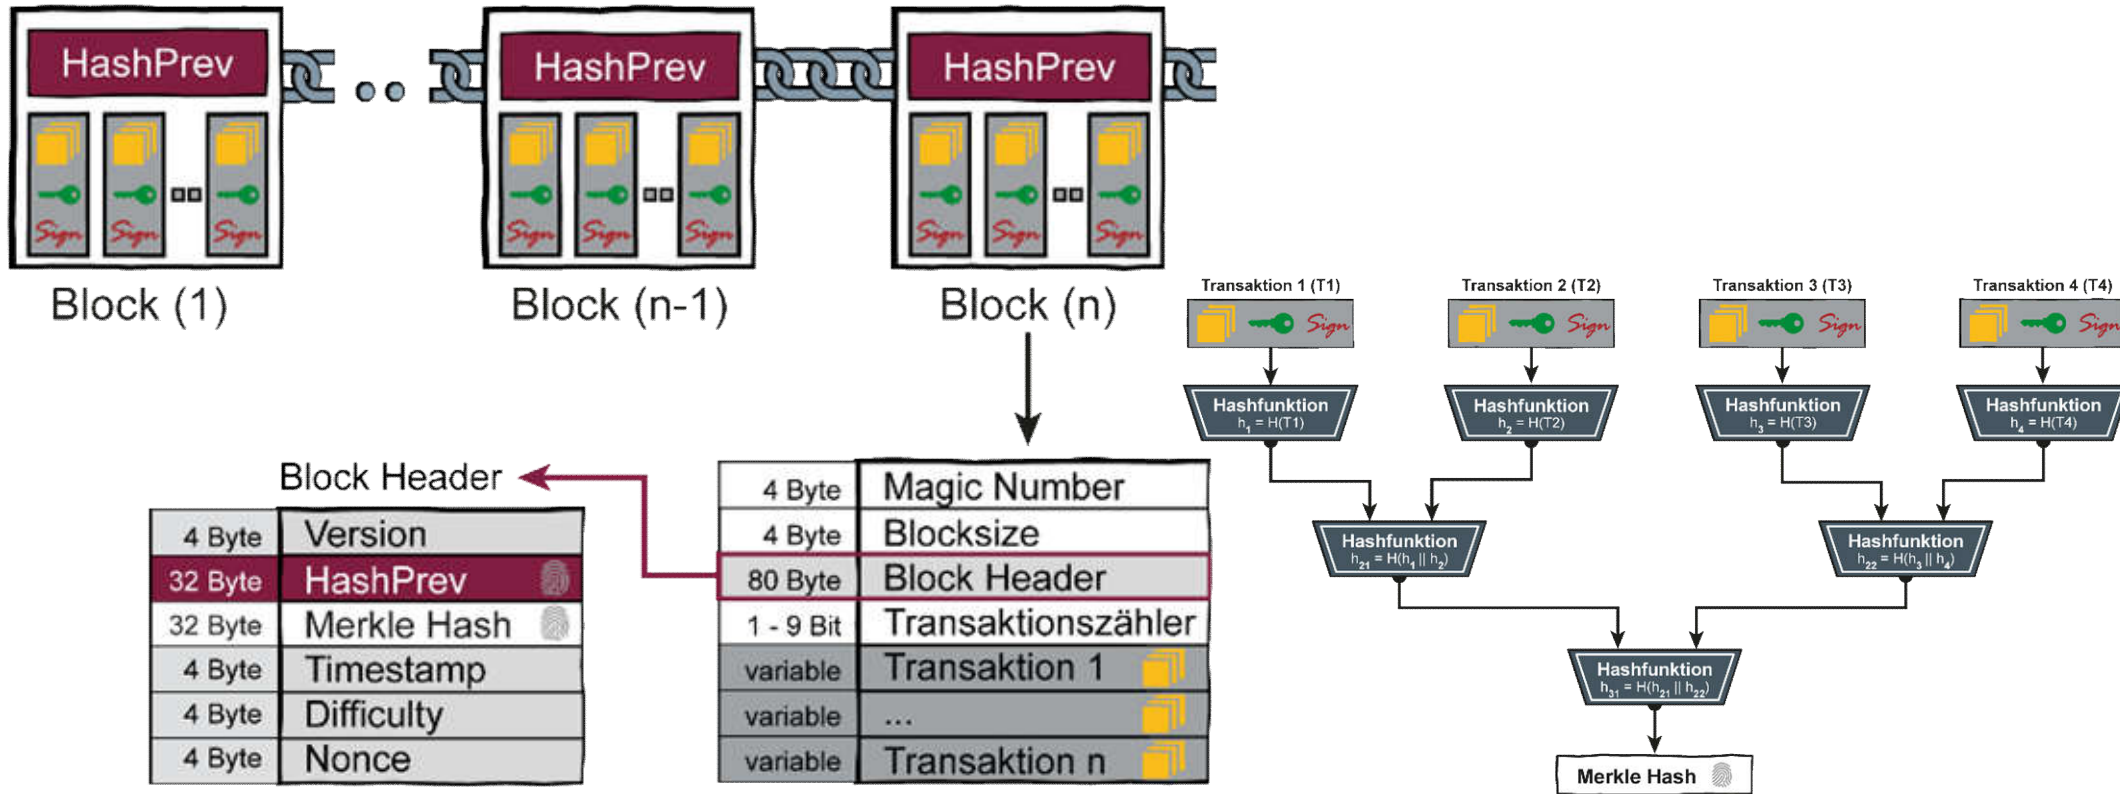 HashPrev
HashPrev
HashPrev
Sign Sign Sign
Sign Sign Sign
Sign Sign Sign
Block (1)
Block (n-1)
Block (n)
Block Header
4 Byte Version
32 Byte HashPrev
32 Byte Merkle Hash
4 Byte Timestamp
4 Byte Difficulty
4 Byte Nonce
4 Byte Magic Number
4 Byte Blocksize
80 Byte Block Header
1 - 9 Bit Transaktionszähler
variable Transaktion 1
variable ...
variable Transaktion n
Transaktion 1 (T1)
Transaktion 2 (T2)
Transaktion 3 (T3)
Transaktion 4 (T4)
Sign
Sign
Sign
Sign
Hashfunktion
h1 = H(T1)
Hashfunktion
h2 = H(T2)
Hashfunktion
h3 = H(T3)
Hashfunktion
h4 = H(T4)
Hashfunktion
h21 = H(h1 || h2)
Hashfunktion
h22 = H(h3 || h4)
Hashfunktion
h31 = H(h21 || h22)
Merkle Hash